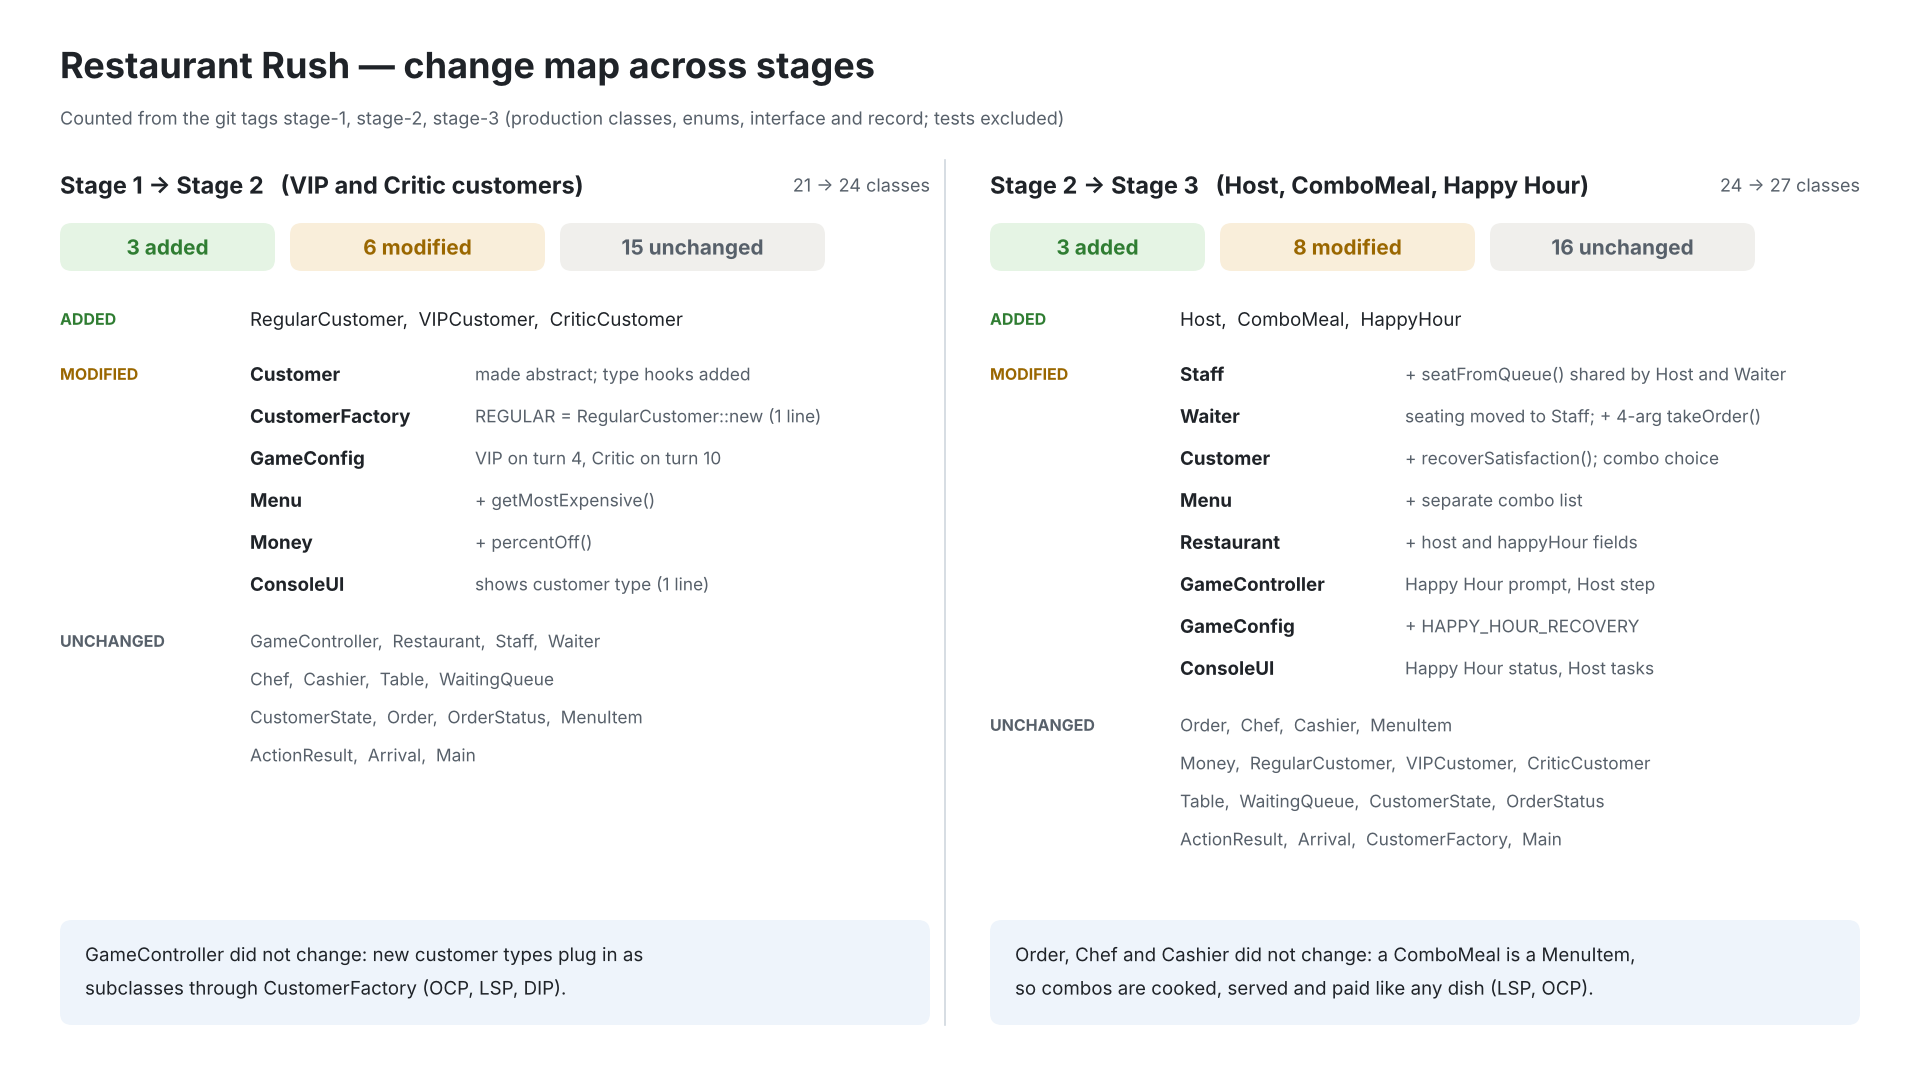 Restaurant Rush — change map across stages
Counted from the git tags stage-1, stage-2, stage-3 (production classes, enums, interface and record; tests excluded)
Stage 1 → Stage 2 (VIP and Critic customers) 21 → 24 classes
3 added 6 modified 15 unchanged
ADDED RegularCustomer, VIPCustomer, CriticCustomer
MODIFIED Customer made abstract; type hooks added
CustomerFactory REGULAR = RegularCustomer::new (1 line)
GameConfig VIP on turn 4, Critic on turn 10
Menu + getMostExpensive()
Money + percentOff()
ConsoleUI shows customer type (1 line)
UNCHANGED GameController, Restaurant, Staff, Waiter
Chef, Cashier, Table, WaitingQueue
CustomerState, Order, OrderStatus, MenuItem
ActionResult, Arrival, Main
GameController did not change: new customer types plug in as
subclasses through CustomerFactory (OCP, LSP, DIP).
Stage 2 → Stage 3 (Host, ComboMeal, Happy Hour) 24 → 27 classes
3 added 8 modified 16 unchanged
ADDED Host, ComboMeal, HappyHour
MODIFIED Staff + seatFromQueue() shared by Host and Waiter
Waiter seating moved to Staff; + 4-arg takeOrder()
Customer + recoverSatisfaction(); combo choice
Menu + separate combo list
Restaurant + host and happyHour fields
GameController Happy Hour prompt, Host step
GameConfig + HAPPY_HOUR_RECOVERY
ConsoleUI Happy Hour status, Host tasks
UNCHANGED Order, Chef, Cashier, MenuItem
Money, RegularCustomer, VIPCustomer, CriticCustomer
Table, WaitingQueue, CustomerState, OrderStatus
ActionResult, Arrival, CustomerFactory, Main
Order, Chef and Cashier did not change: a ComboMeal is a MenuItem,
so combos are cooked, served and paid like any dish (LSP, OCP).